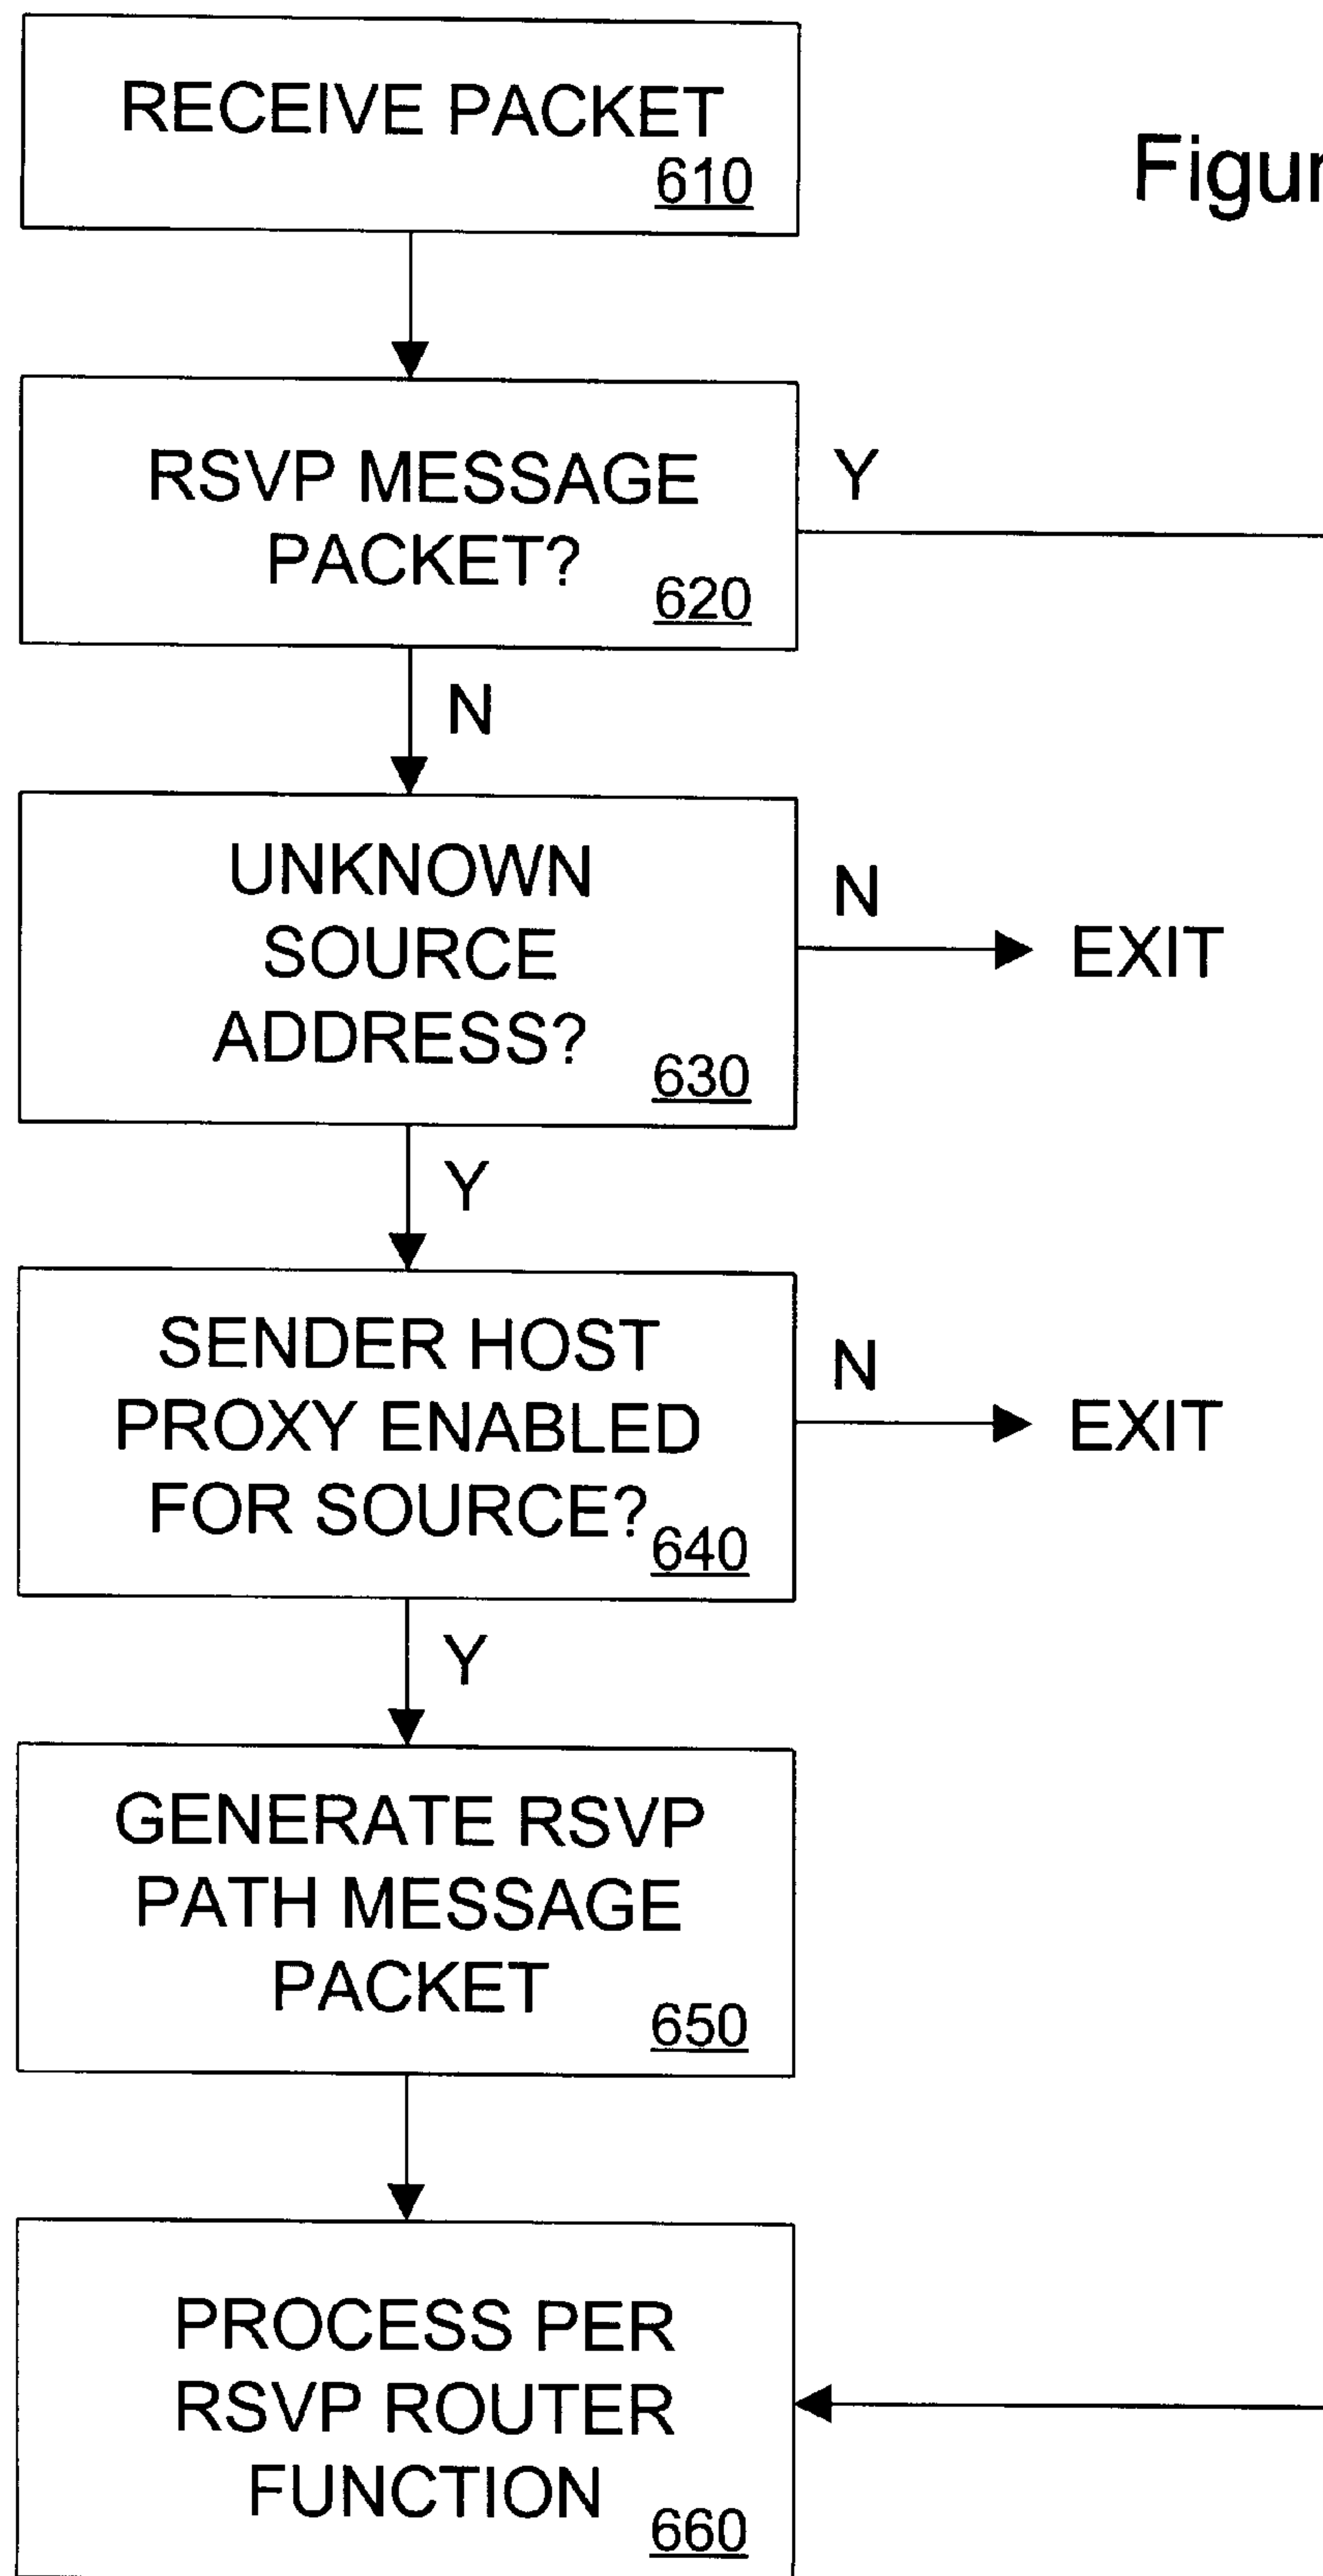 RECEIVE PACKET
610
Figur
RSVP MESSAGE
PACKET?
620
Y
N
UNKNOWN
SOURCE
ADDRESS?
630
N
EXIT
Y
SENDER HOST
PROXY ENABLED
FOR SOURCE?
640
N
EXIT
Y
GENERATE RSVP
PATH MESSAGE
PACKET
650
PROCESS PER
RSVP ROUTER
FUNCTION
660